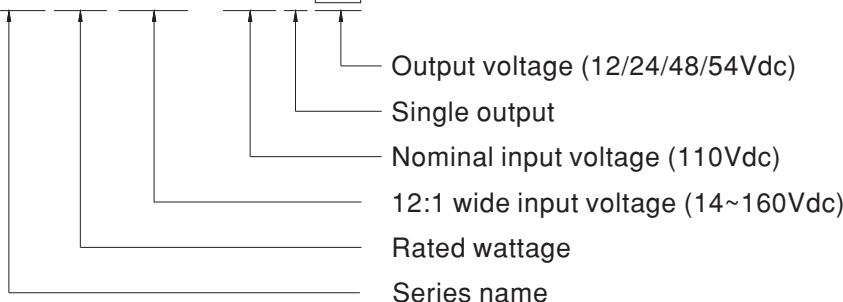 Output voltage (12/24/48/54Vdc)
Single output
Nominal input voltage (110Vdc)
12:1 wide input voltage (14~160Vdc)
Rated wattage
Series name